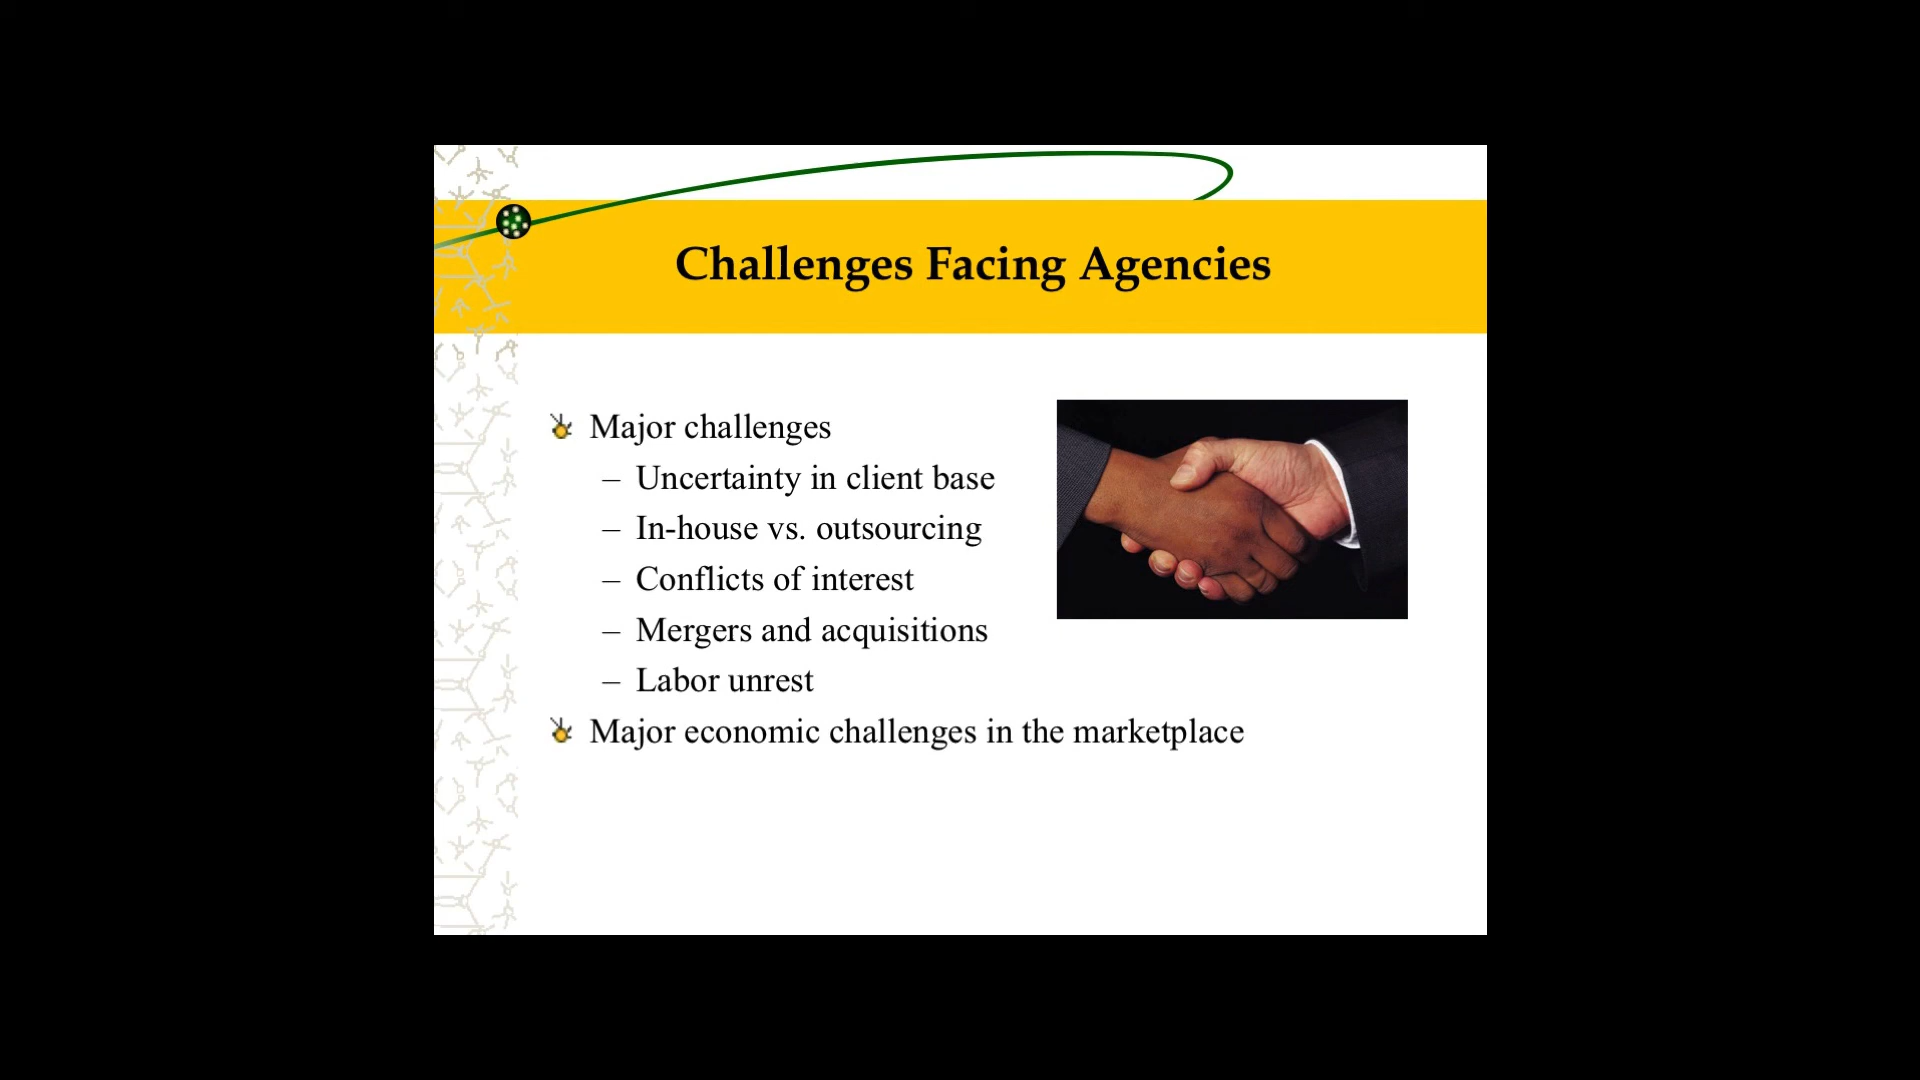 Challenges Facing Agencies
Major challenges
– Uncertainty in client base
– In-house vs. outsourcing
– Conflicts of interest
– Mergers and acquisitions
– Labor unrest
Major economic challenges in the marketplace